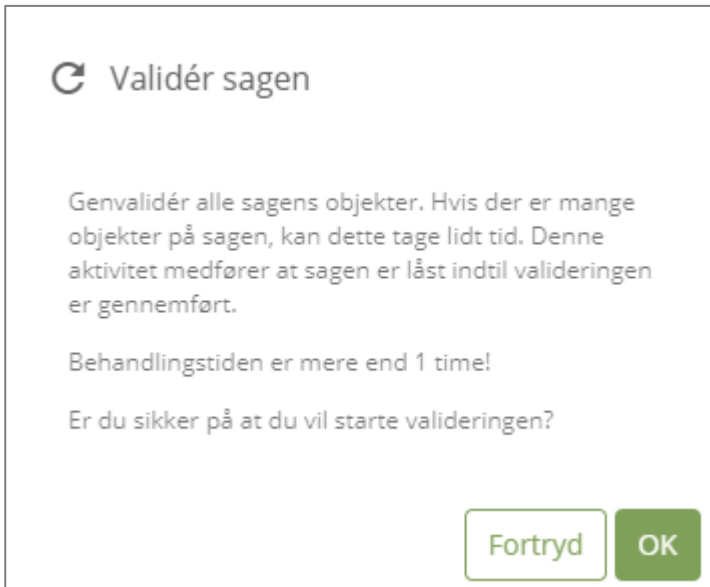 Validér sagen
Genvalidér alle sagens objekter. Hvis der er mange
objekter på sagen, kan dette tage lidt tid. Denne
aktivitet medfører at sagen er låst indtil valideringen
er gennemført.
Behandlingstiden er mere end 1 time!
Er du sikker på at du vil starte valideringen?
Fortryd OK